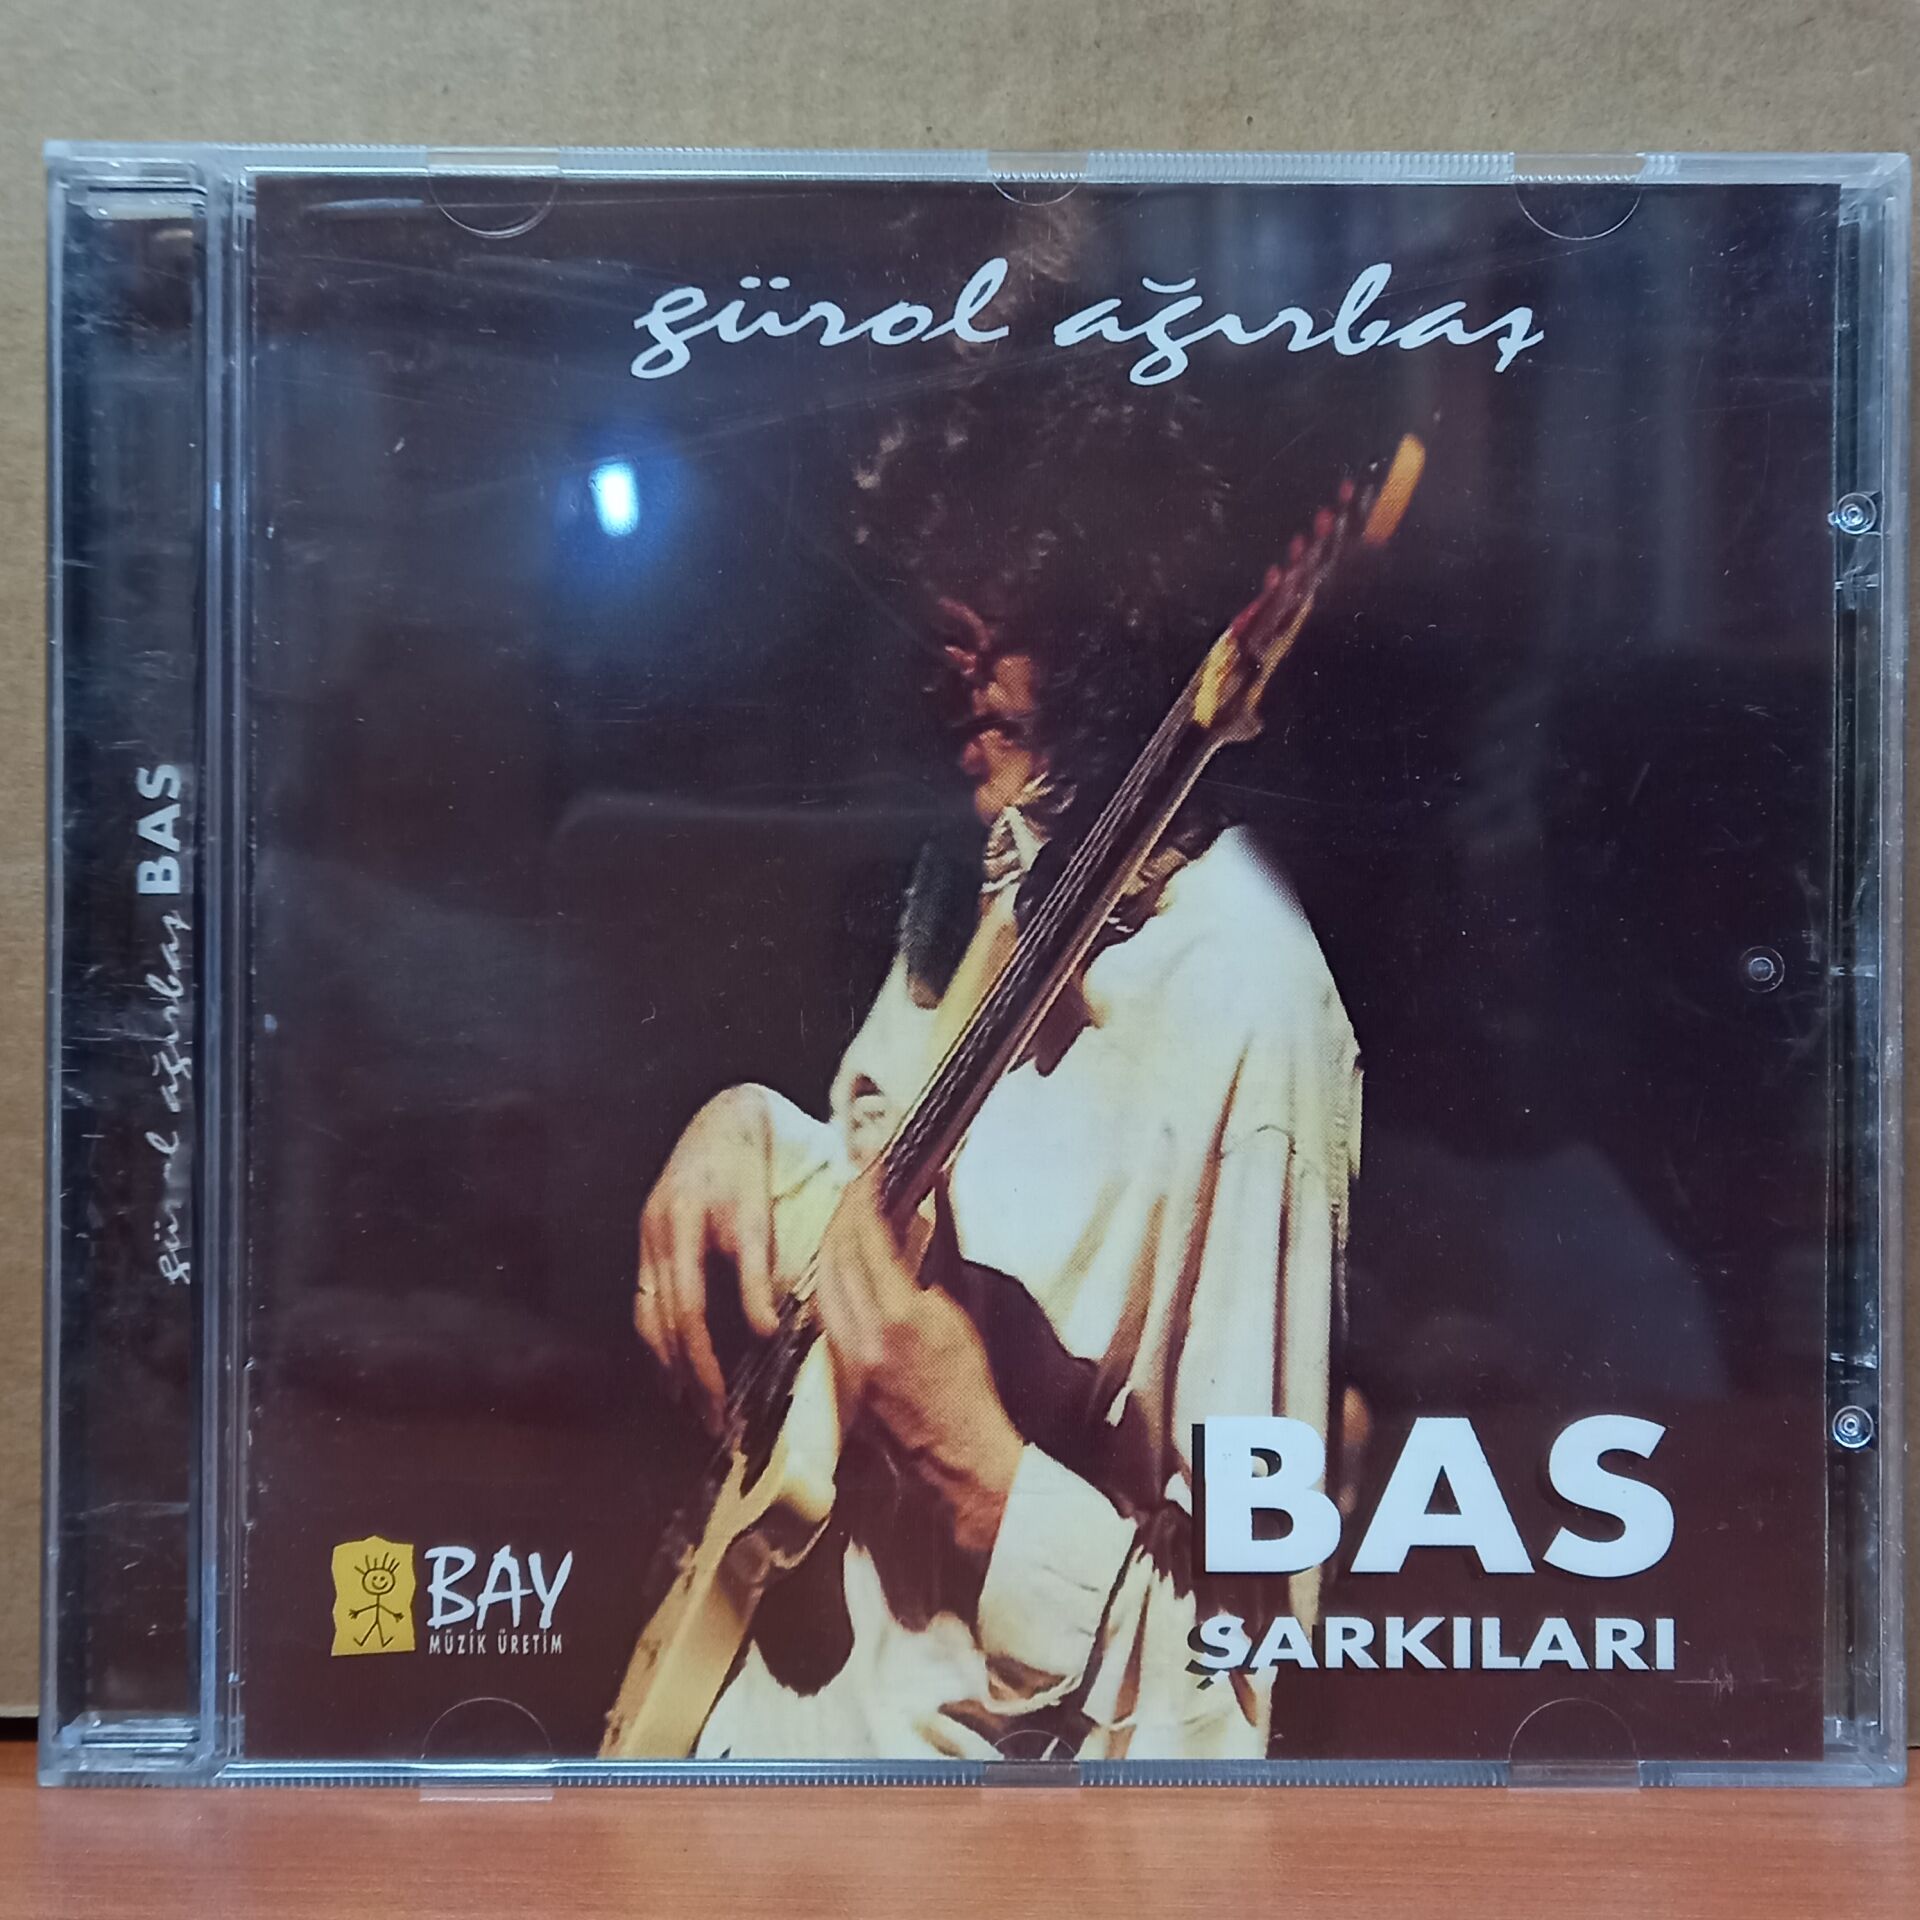 gürol ağırbaş
gürol ağırbaş BAS
BAS
ŞARKILARI
BAY
MÜZİK ÜRETİM